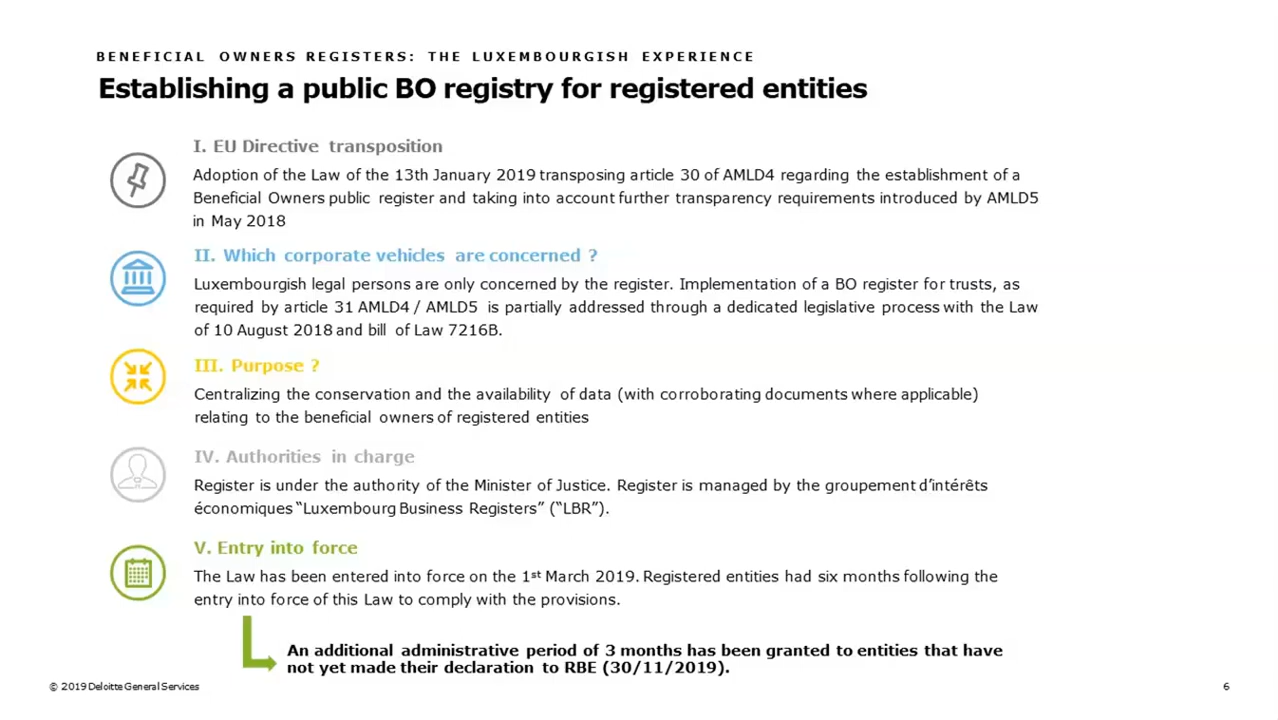 BENEFICIAL OWNERS REGISTERS: THE LUXEMBOURGISH EXPERIENCE
Establishing a public BO registry for registered entities
I. EU Directive transposition
Adoption of the Law of the 13th January 2019 transposing article 30 of AMLD4 regarding the establishment of a
Beneficial Owners public register and taking into account further transparency requirements introduced by AMLD5
in May 2018
II. Which corporate vehicles are concerned ?
Luxembourgish legal persons are only concerned by the register. Implementation of a BO register for trusts, as
required by article 31 AMLD4 / AMLD5 is partially addressed through a dedicated legislative process with the Law
of 10 August 2018 and bill of Law 7216B.
III. Purpose ?
Centralizing the conservation and the availability of data (with corroborating documents where applicable)
relating to the beneficial owners of registered entities
IV. Authorities in charge
Register is under the authority of the Minister of Justice. Register is managed by the groupement d’intérêts
économiques “Luxembourg Business Registers” (“LBR”).
V. Entry into force
The Law has been entered into force on the 1st March 2019. Registered entities had six months following the
entry into force of this Law to comply with the provisions.
An additional administrative period of 3 months has been granted to entities that have
not yet made their declaration to RBE (30/11/2019).
© 2019 Deloitte General Services
6